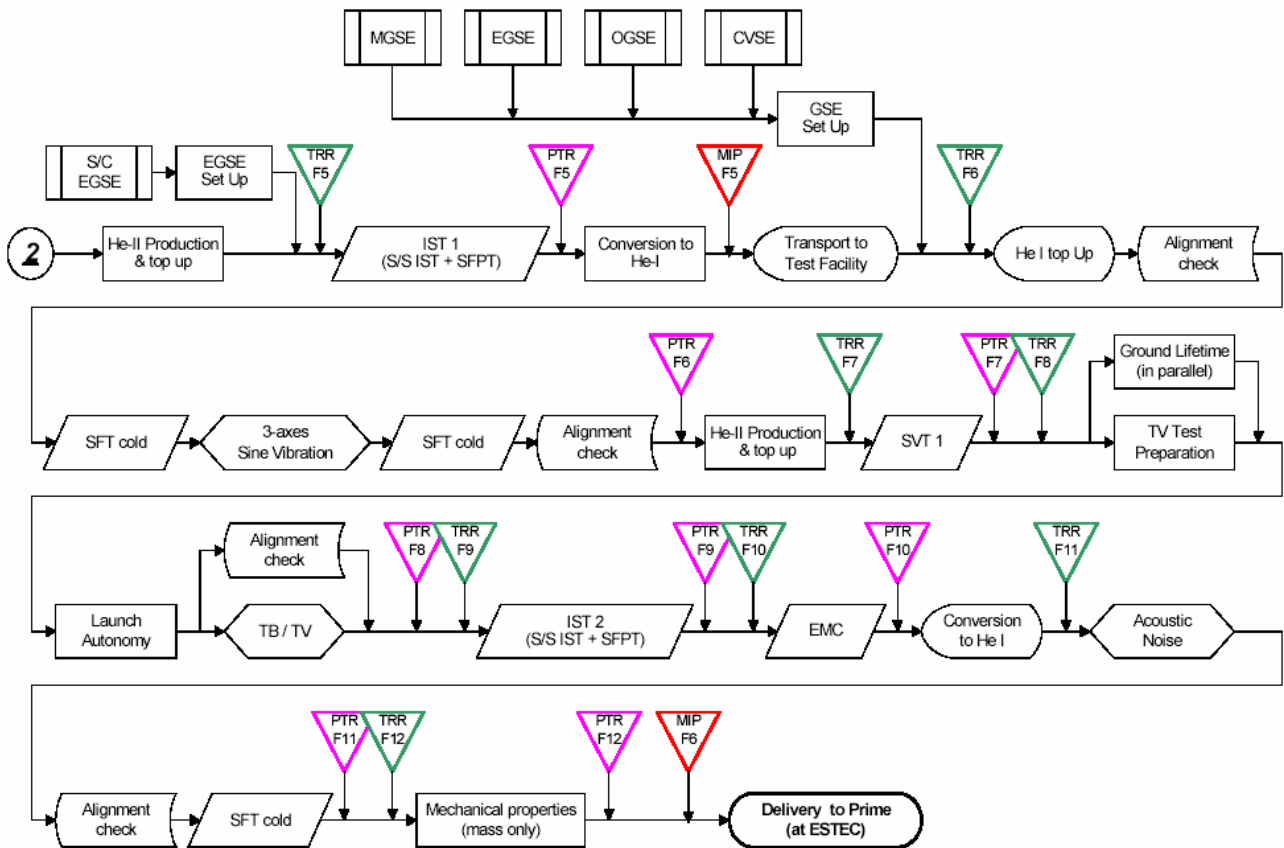 MGSE
EGSE
OGSE
CVSE
GSE
Set Up
S/C
EGSE
EGSE
Set Up
TRR
F5
PTR
F5
MIP
F5
TRR
F6
2
He-II Production
& top up
IST 1
(S/S IST + SFPT)
Conversion to
He-I
Transport to
Test Facility
He I top Up
Alignment
check
PTR
F6
TRR
F7
PTR
F7
TRR
F8
Ground Lifetime
(in parallel)
SFT cold
3-axes
Sine Vibration
SFT cold
Alignment
check
He-II Production
& top up
SVT 1
TV Test
Preparation
Alignment
check
PTR
F8
TRR
F9
PTR
F9
TRR
F10
PTR
F10
TRR
F11
Launch
Autonomy
TB / TV
IST 2
(S/S IST + SFPT)
EMC
Conversion
to He I
Acoustic
Noise
PTR
F11
TRR
F12
PTR
F12
MIP
F6
Alignment
check
SFT cold
Mechanical properties
(mass only)
Delivery to Prime
(at ESTEC)